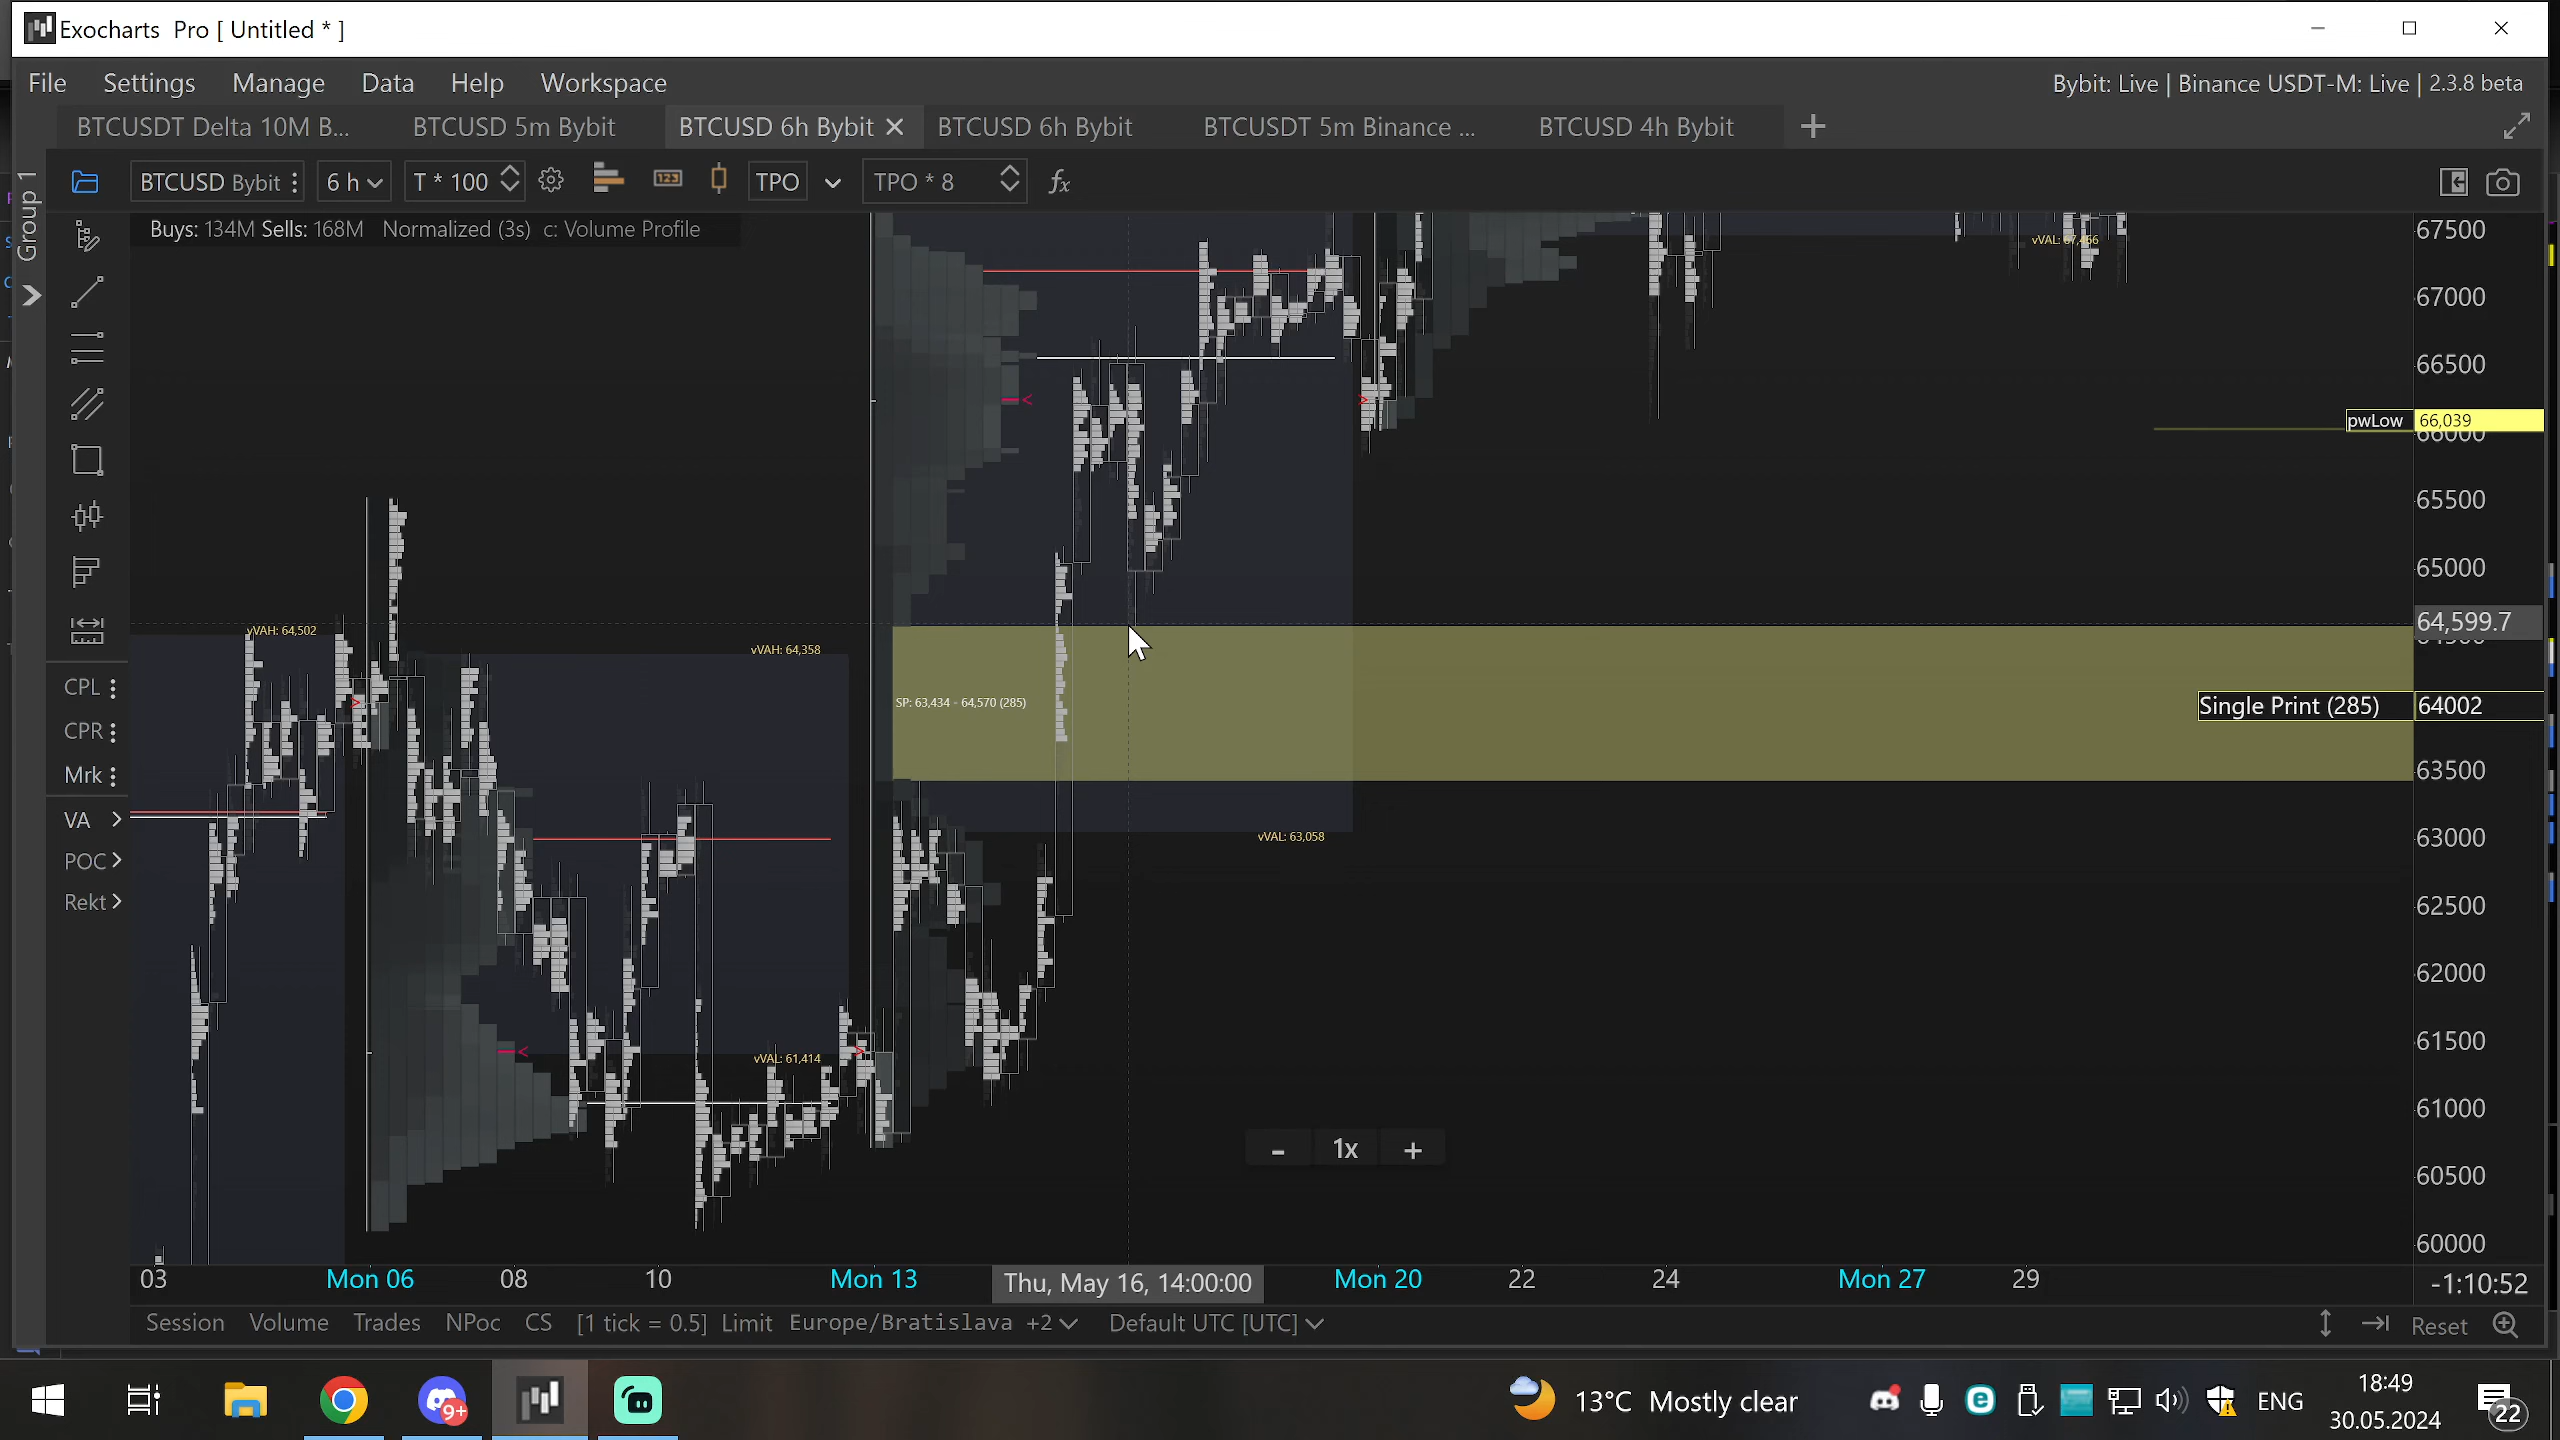 Exocharts Pro [ Untitled * ]
File Settings Manage Data Help Workspace
Bybit: Live | Binance USDT-M: Live | 2.3.8 beta
BTCUSDT Delta 10M B... BTCUSD 5m Bybit BTCUSD 6h Bybit BTCUSD 6h Bybit BTCUSDT 5m Binance ... BTCUSD 4h Bybit +
Group 1
BTCUSD Bybit 6 h T * 100 123 TPO TPO * 8 fx
Buys: 134M Sells: 168M Normalized (3s) c: Volume Profile
67500
vVAL: 67,466
67000
66500
pwLow 66,039
66000
65500
65000
64,599.7
vVAH: 64,502
vVAH: 64,358
SP: 63,434 - 64,570 (285)
Single Print (285) 64002
63500
vVAL: 63,058
63000
62500
62000
61500
vVAL: 61,414
61000
60500
60000
CPL
CPR
Mrk
VA
POC
Rekt
- 1x +
03 Mon 06 08 10 Mon 13 Thu, May 16, 14:00:00 Mon 20 22 24 Mon 27 29 -1:10:52
Session Volume Trades NPoc CS [1 tick = 0.5] Limit Europe/Bratislava +2 Default UTC [UTC] Reset
9+
13°C Mostly clear
ENG
18:49
30.05.2024
22